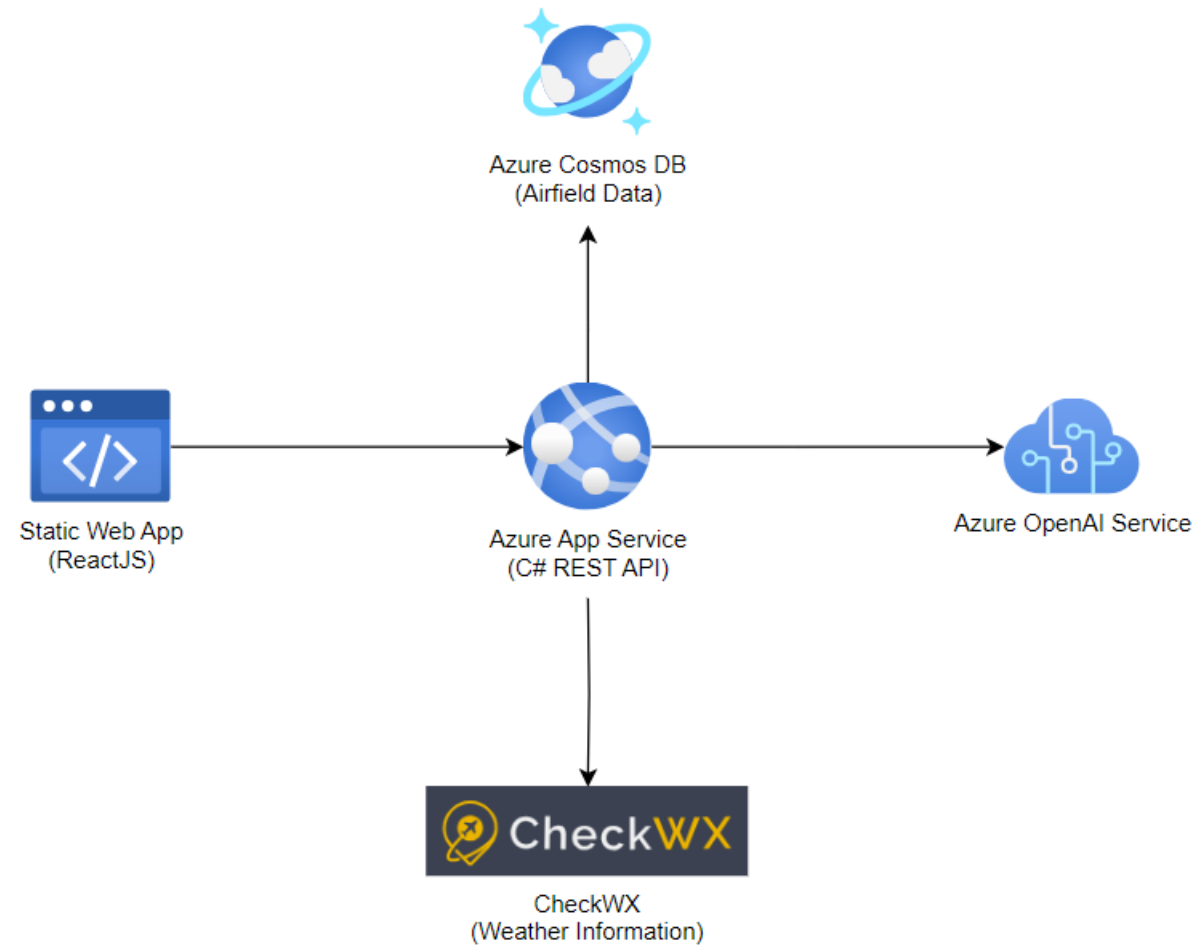 Azure Cosmos DB
(Airfield Data)
</>
Static Web App
(ReactJS)
Azure App Service
(C# REST API)
Azure OpenAI Service
CheckWX
CheckWX
(Weather Information)